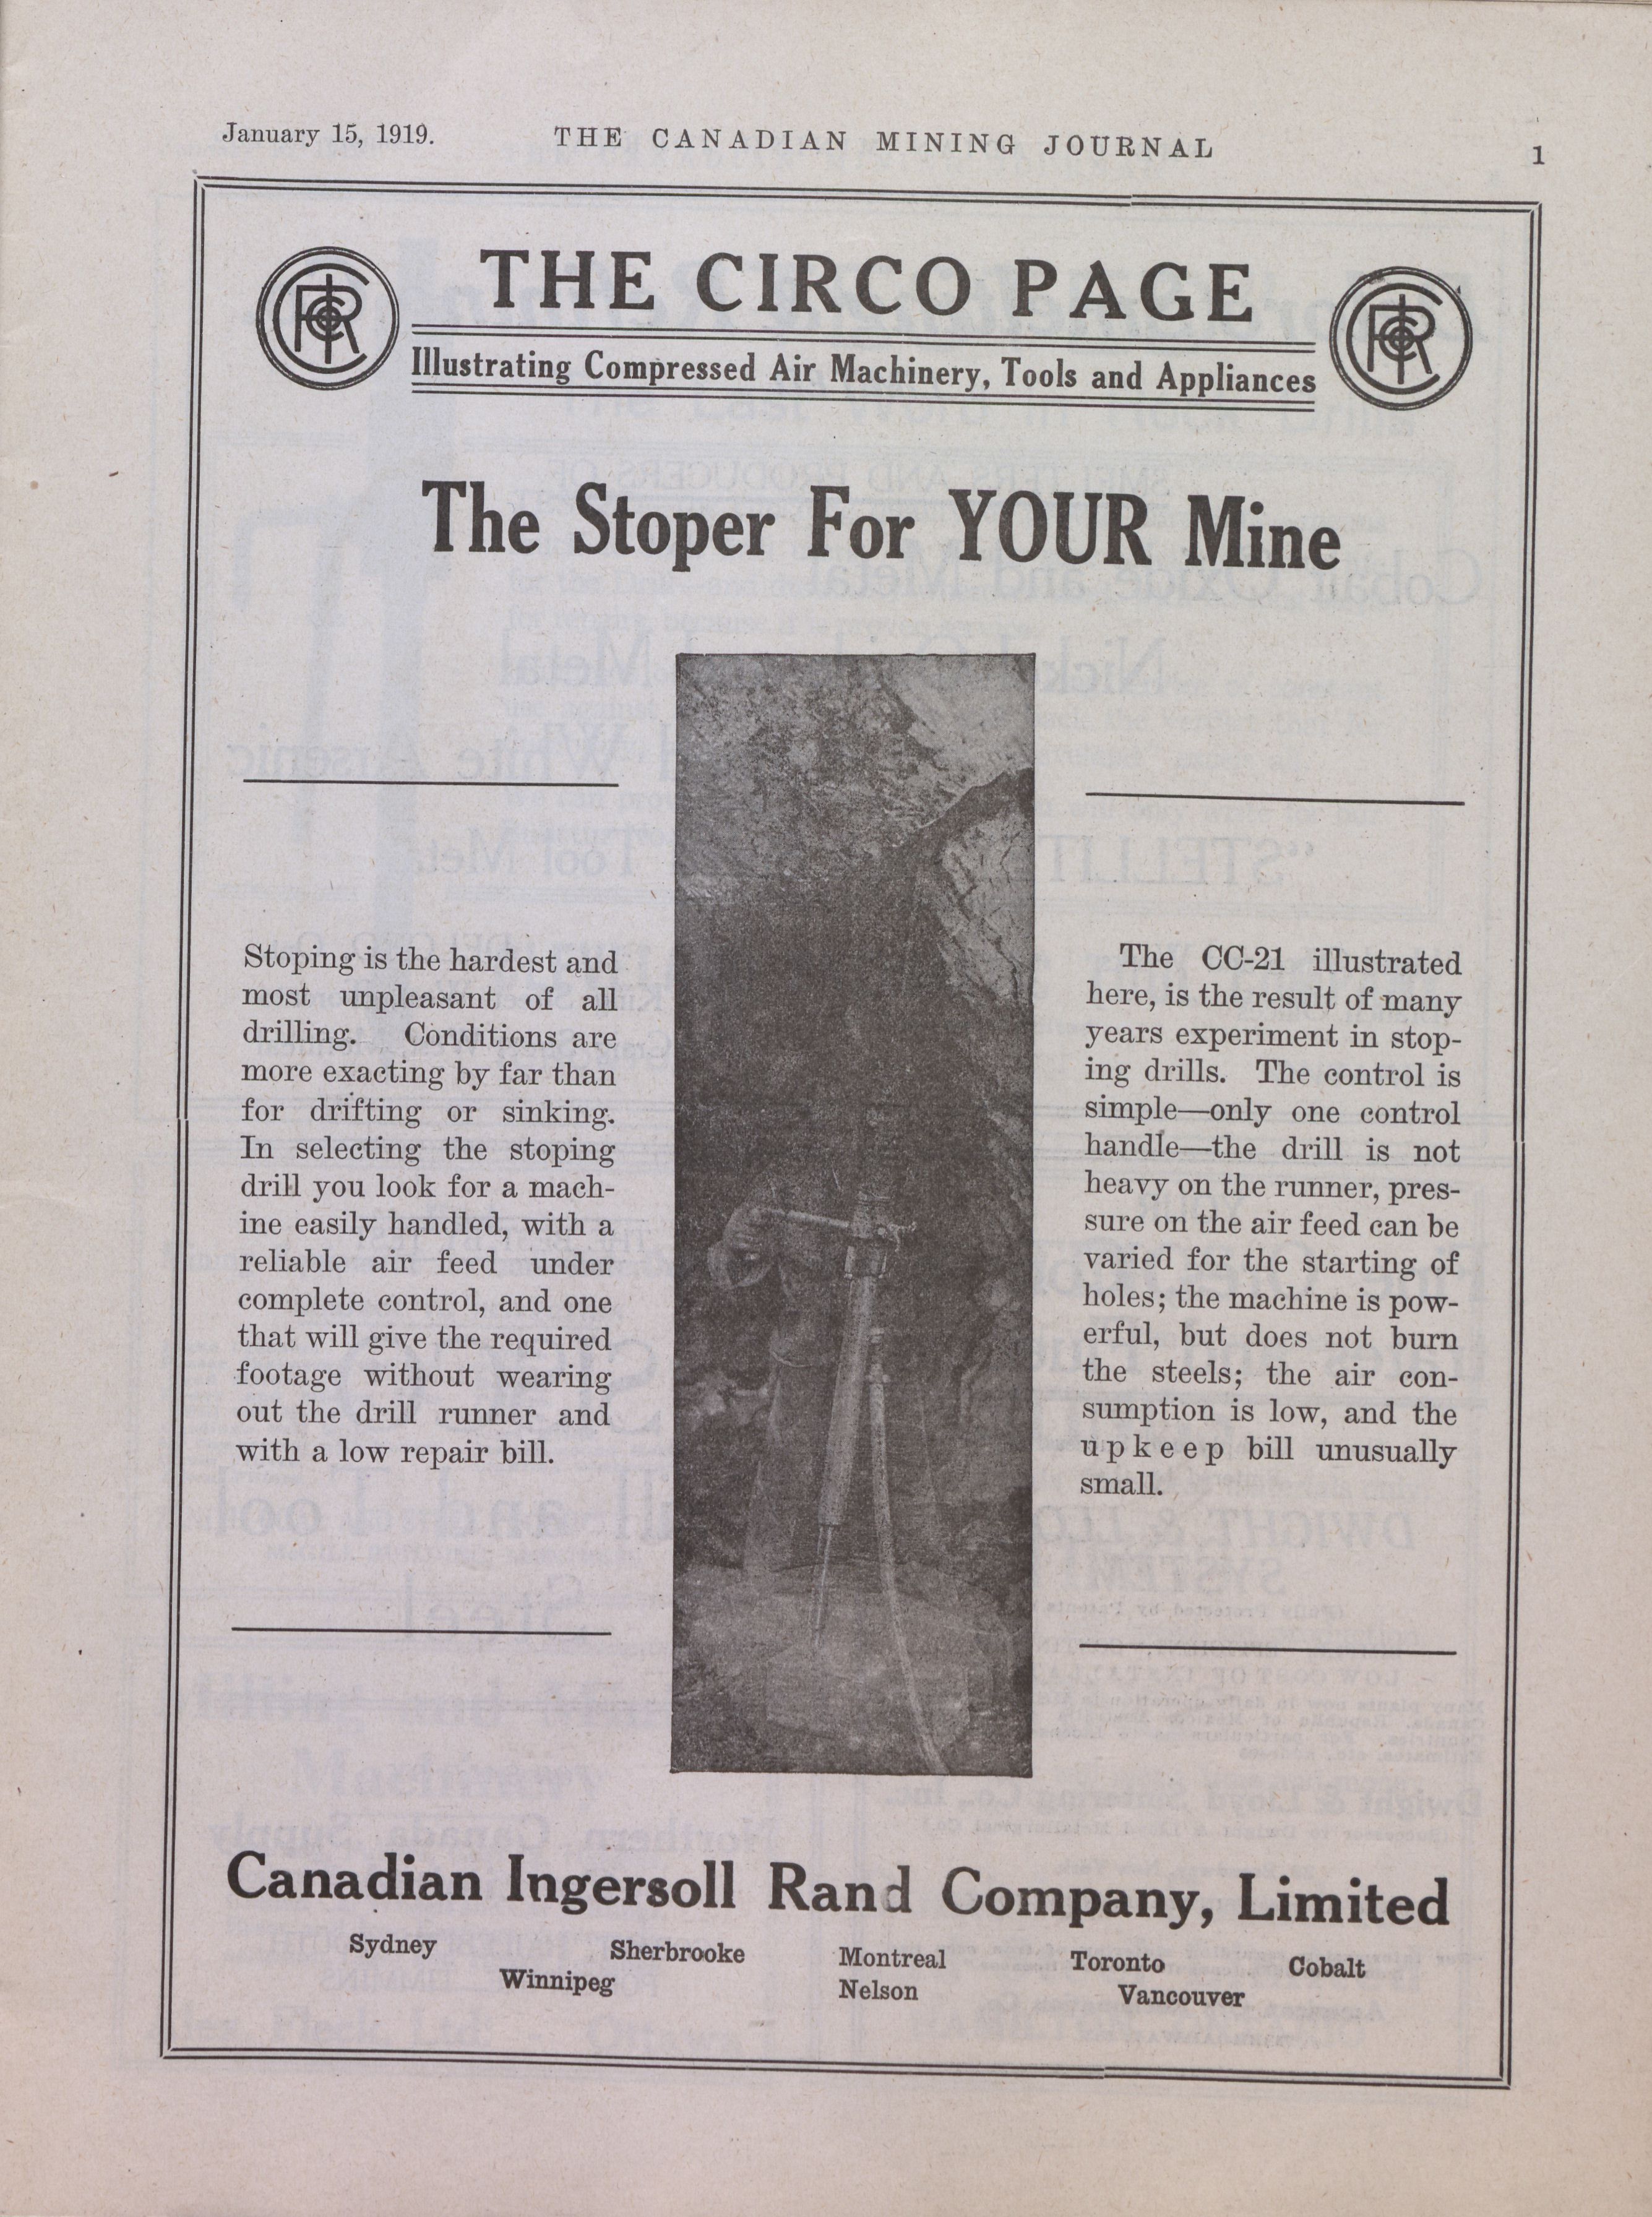 January 15, 1919.
THE CANADIAN MINING JOURNAL
1
THE CIRCO PAGE
Illustrating Compressed Air Machinery, Tools and Appliances
The Stoper For YOUR Mine
Stoping is the hardest and
most unpleasant of all
drilling. Conditions are
more exacting by far than
for drifting or sinking.
In selecting the stoping
drill you look for a mach-
ine easily handled, with a
reliable air feed under
complete control, and one
that will give the required
footage without wearing
out the drill runner and
with a low repair bill.
The CC-21 illustrated
here, is the result of many
years experiment in stop-
ing drills. The control is
simple—only one control
handle—the drill is not
heavy on the runner, pres-
sure on the air feed can be
varied for the starting of
holes; the machine is pow-
erful, but does not burn
the steels; the air con-
sumption is low, and the
upkeep bill unusually
small.
Canadian Ingersoll Rand Company, Limited
Sydney Sherbrooke Montreal Toronto Cobalt
Winnipeg Nelson Vancouver